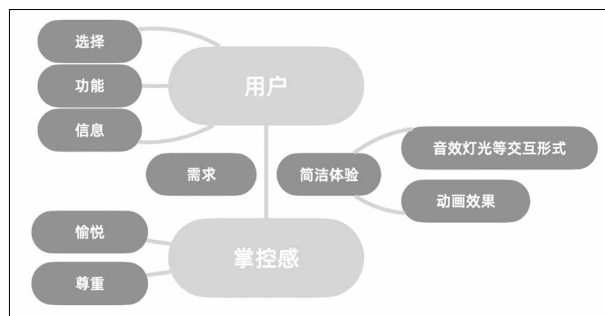 选择
用户
功能
信息
音效灯光等交互形式
需求
简洁体验
动画效果
愉悦
掌控感
尊重